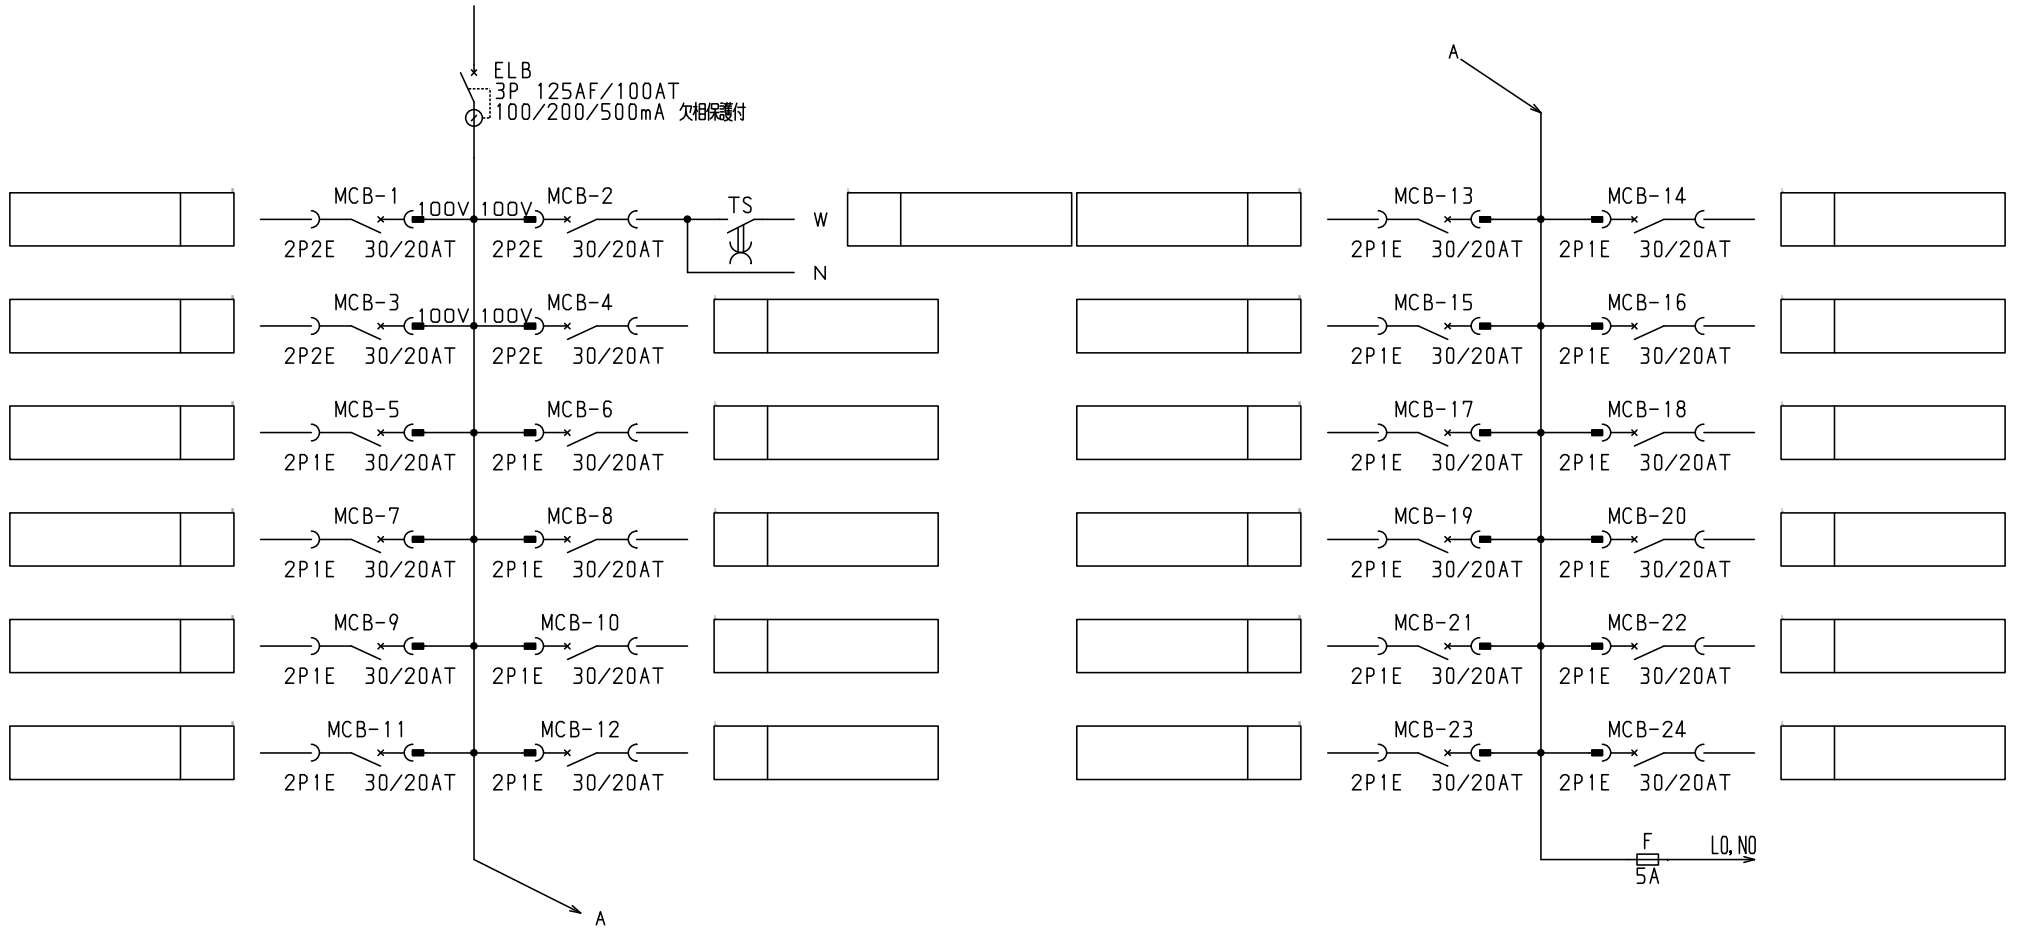 ELB
3P 125AF/100AT
100/200/500mA 欠相保護付
MCB-1 100V 100V MCB-2 TS W
2P2E 30/20AT 2P2E 30/20AT
N
MCB-3 100V 100V MCB-4
2P2E 30/20AT 2P2E 30/20AT
MCB-5 MCB-6
2P1E 30/20AT 2P1E 30/20AT
MCB-7 MCB-8
2P1E 30/20AT 2P1E 30/20AT
MCB-9 MCB-10
2P1E 30/20AT 2P1E 30/20AT
MCB-11 MCB-12
2P1E 30/20AT 2P1E 30/20AT
A
A
MCB-13 MCB-14
2P1E 30/20AT 2P1E 30/20AT
MCB-15 MCB-16
2P1E 30/20AT 2P1E 30/20AT
MCB-17 MCB-18
2P1E 30/20AT 2P1E 30/20AT
MCB-19 MCB-20
2P1E 30/20AT 2P1E 30/20AT
MCB-21 MCB-22
2P1E 30/20AT 2P1E 30/20AT
MCB-23 MCB-24
2P1E 30/20AT 2P1E 30/20AT
F L0,N0
5A